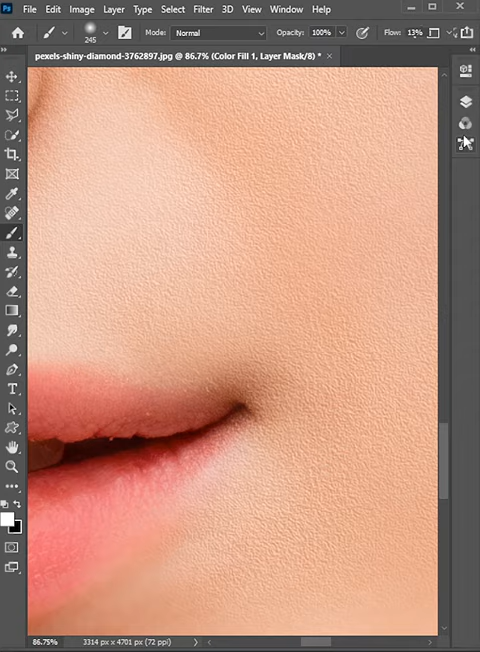 Ps File Edit Image Layer Type Select Filter 3D View Window Help
245 Mode: Normal Opacity: 100% Flow: 13%
pexels-shiny-diamond-3762897.jpg @ 86.7% (Color Fill 1, Layer Mask/8) * ×
T
86.75% 3314 px x 4701 px (72 ppi)